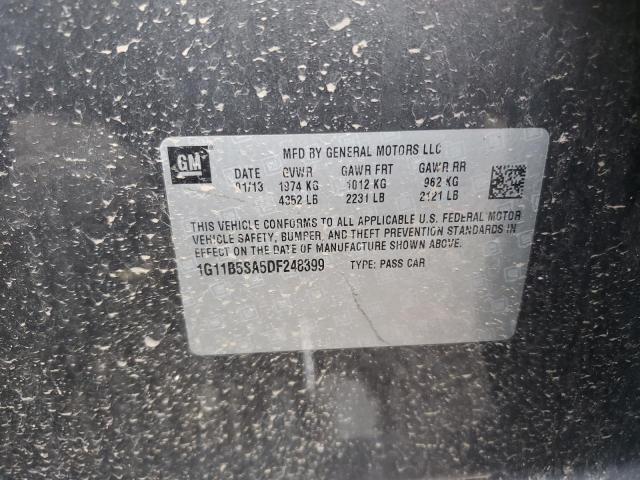 GM
MFD BY GENERAL MOTORS LLC
DATE GVWR GAWR FRT GAWR RR
01/13 1974 KG 1012 KG 962 KG
4352 LB 2231 LB 2121 LB
THIS VEHICLE CONFORMS TO ALL APPLICABLE U.S. FEDERAL MOTOR
VEHICLE SAFETY, BUMPER, AND THEFT PREVENTION STANDARDS IN
EFFECT ON THE DATE OF MANUFACTURE SHOWN ABOVE.
1G11B5SA5DF248399 TYPE: PASS CAR